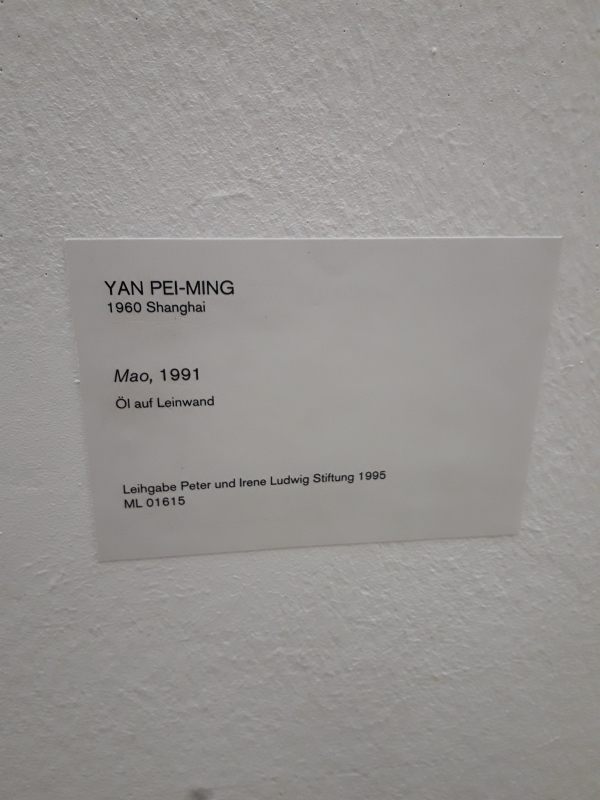 YAN PEI-MING
1960 Shanghai
Mao, 1991
Öl auf Leinwand
Leihgabe Peter und Irene Ludwig Stiftung 1995
ML 01615